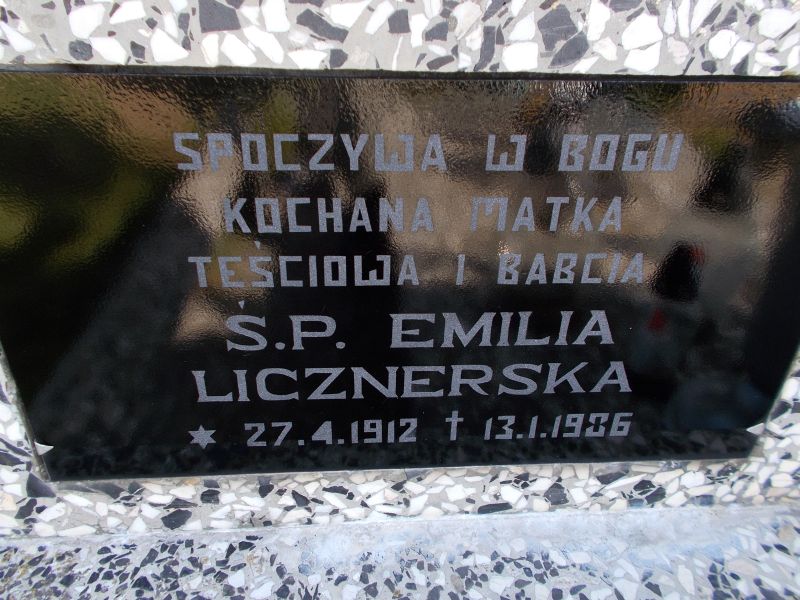 SPOCZYWA W BOGU
KOCHANA MATKA
TEŚCIOWA I BABCIA
Ś.P. EMILIA
LICZNERSKA
✶ 27.4.1912 † 13.1.1986